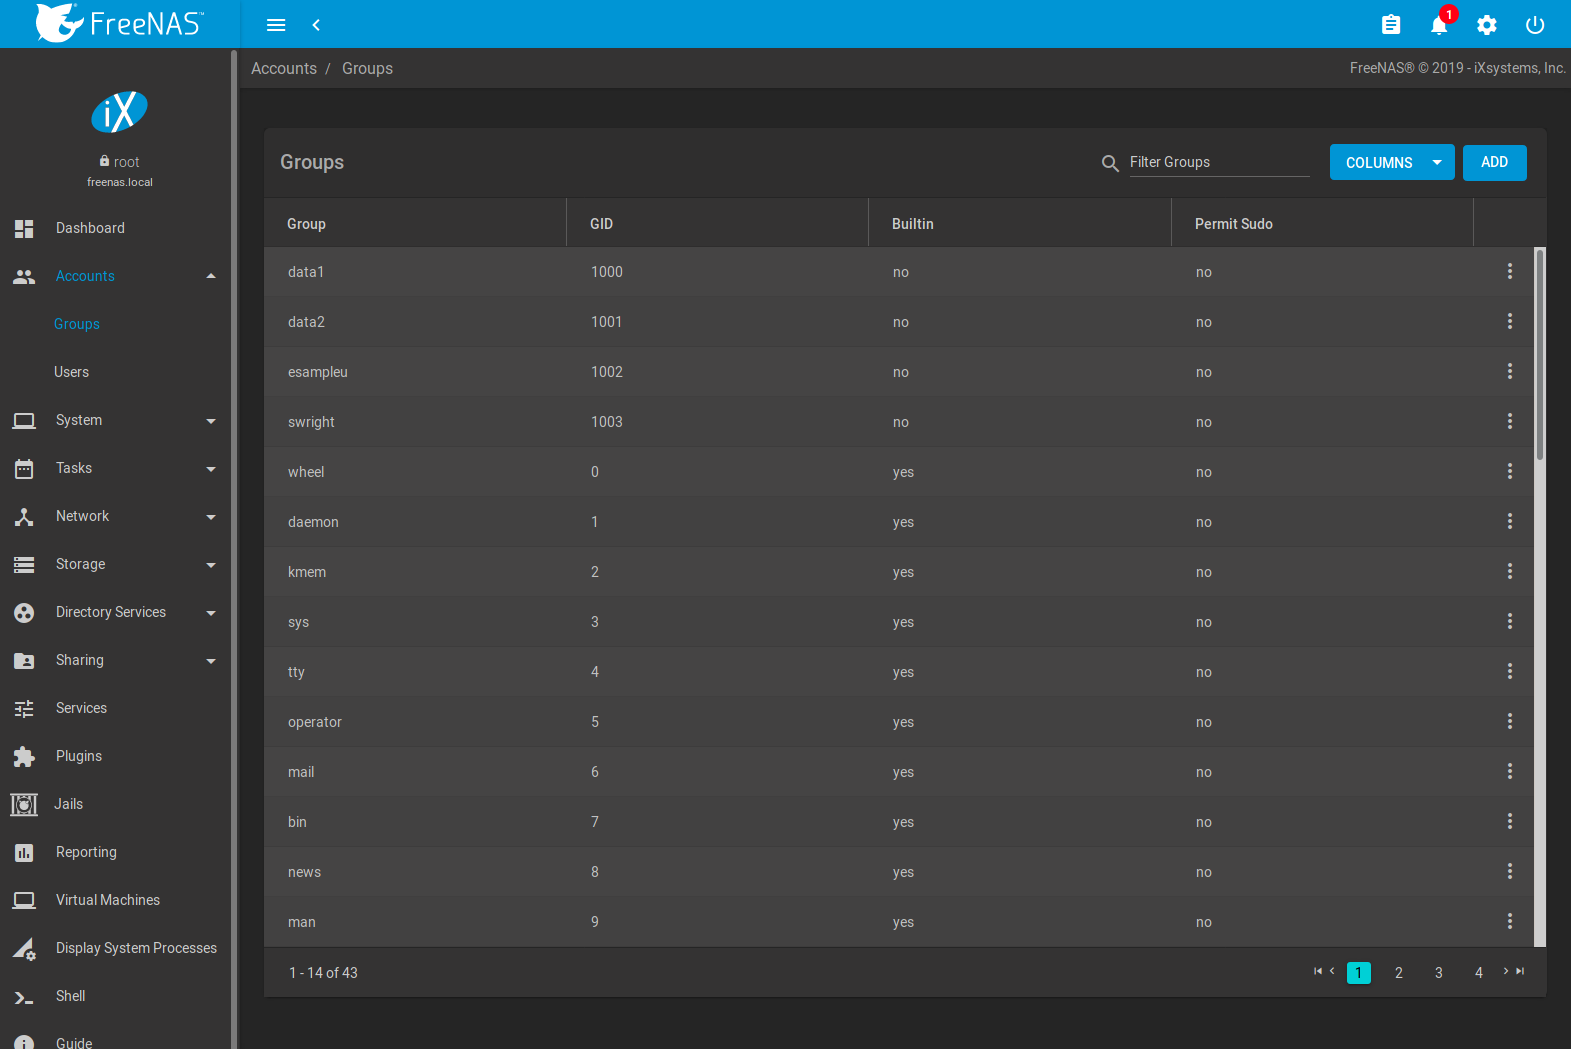 FreeNAS™
1
Accounts / Groups
FreeNAS® © 2019 - iXsystems, Inc.
iX
root
freenas.local
Dashboard
Accounts
Groups
Users
System
Tasks
Network
Storage
Directory Services
Sharing
Services
Plugins
Jails
Reporting
Virtual Machines
Display System Processes
Shell
Guide
Groups
Filter Groups
COLUMNS
ADD
Group GID Builtin Permit Sudo
data1 1000 no no
data2 1001 no no
esampleu 1002 no no
swright 1003 no no
wheel 0 yes no
daemon 1 yes no
kmem 2 yes no
sys 3 yes no
tty 4 yes no
operator 5 yes no
mail 6 yes no
bin 7 yes no
news 8 yes no
man 9 yes no
1 - 14 of 43
1 2 3 4